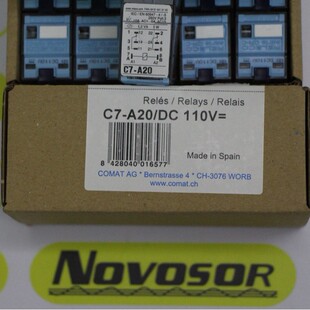 C7-A20
Relés / Relays / Relais
C7-A20/DC 110V=
Made in Spain
8 428040 016577
COMAT AG * Bernstrasse 4 * CH-3076 WORB
www.comat.ch
NOVOSOR